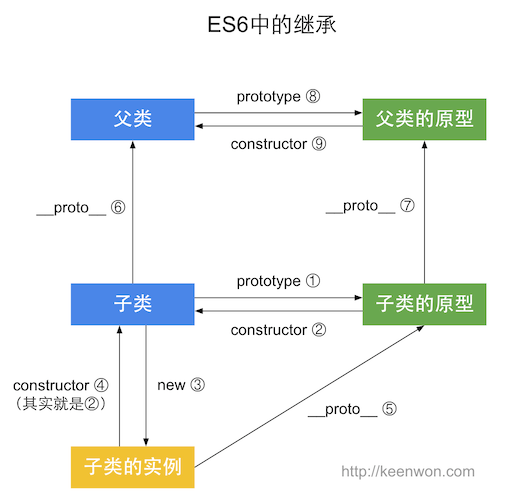 ES6中的继承
prototype ⑧
父类
父类的原型
constructor ⑨
__proto__ ⑥
__proto__ ⑦
prototype ①
子类
子类的原型
constructor ②
constructor ④
（其实就是②）
new ③
__proto__ ⑤
子类的实例
http://keenwon.com